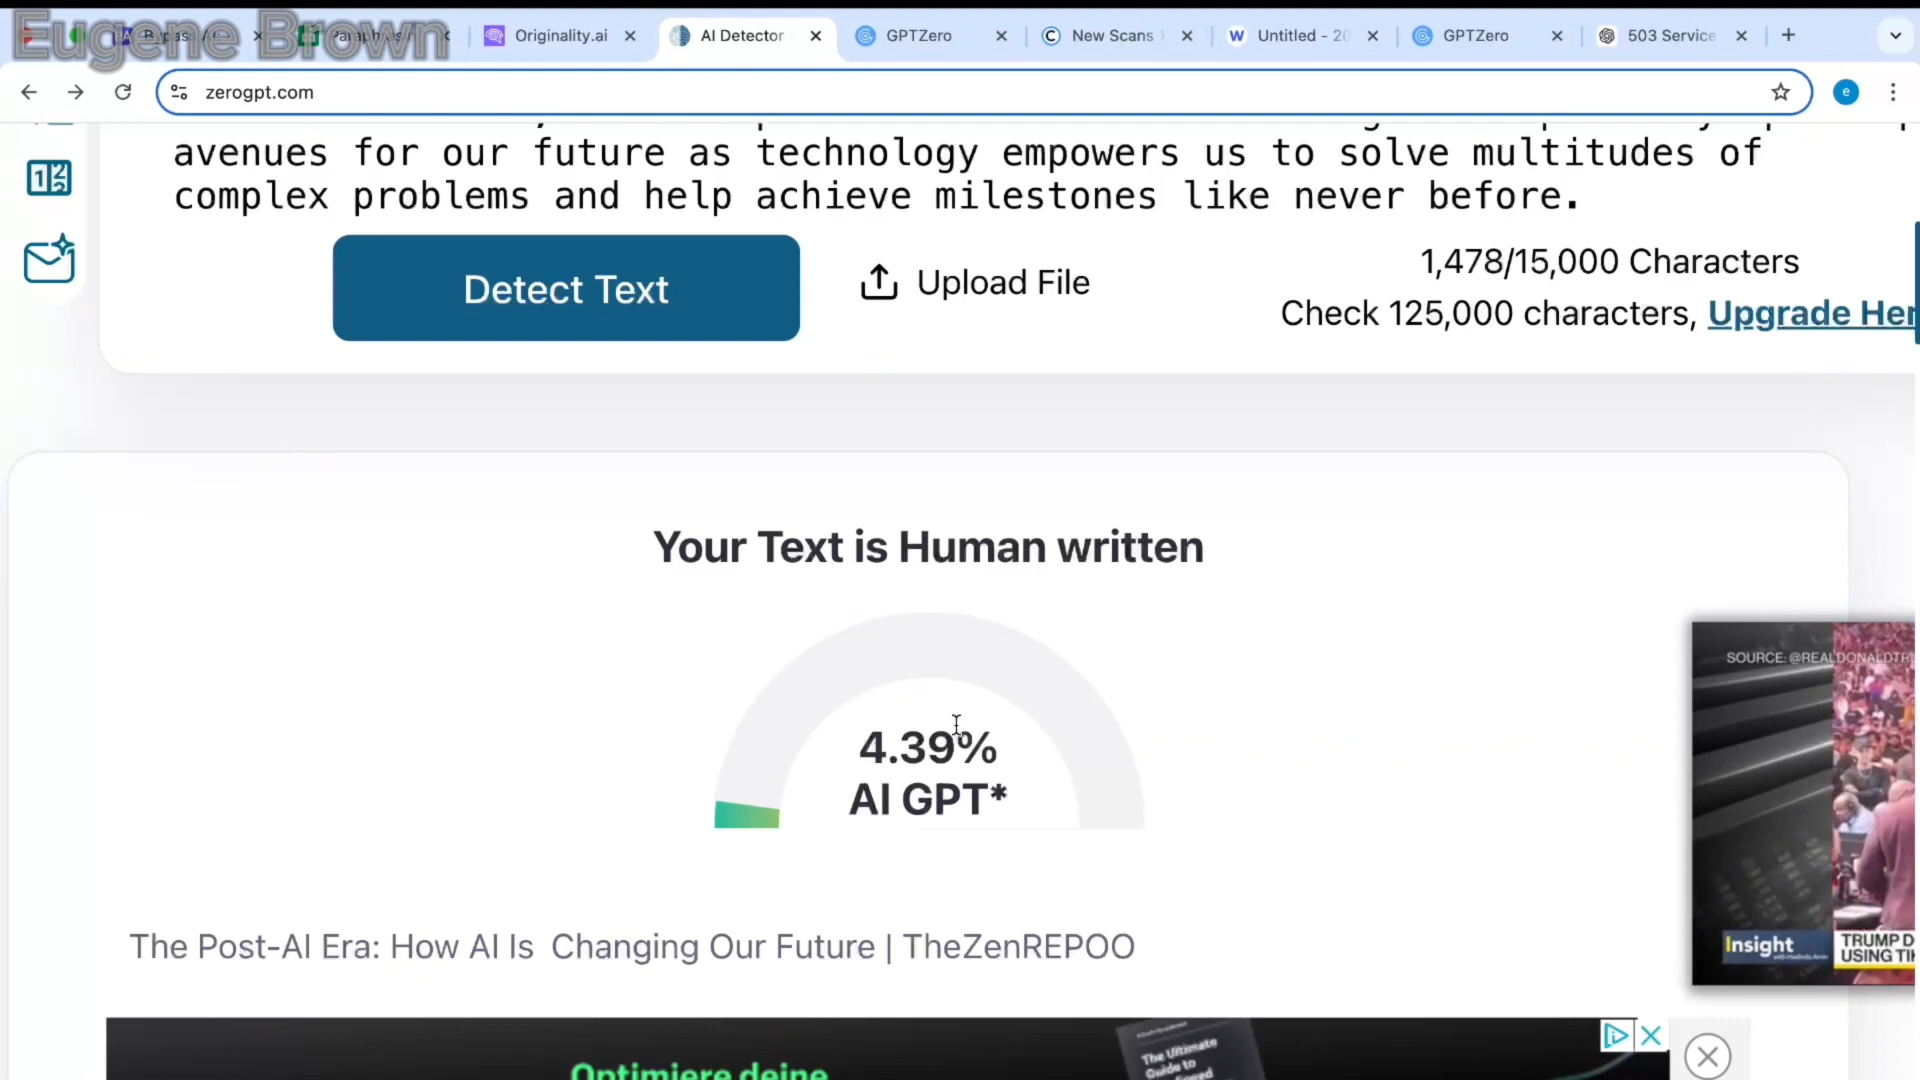 Eugene Brown
Originality.ai
AI Detector
GPTZero
New Scans
Untitled - 20
GPTZero
503 Service
zerogpt.com
avenues for our future as technology empowers us to solve multitudes of
complex problems and help achieve milestones like never before.
Detect Text
Upload File
1,478/15,000 Characters
Check 125,000 characters, Upgrade Her
Your Text is Human written
4.39%
AI GPT*
SOURCE: @REALDONALDTR
Insight
TRUMP D
USING TI
The Post-AI Era: How AI Is Changing Our Future | TheZenREPOO
Optimiere deine
The Ultimate
Guide to